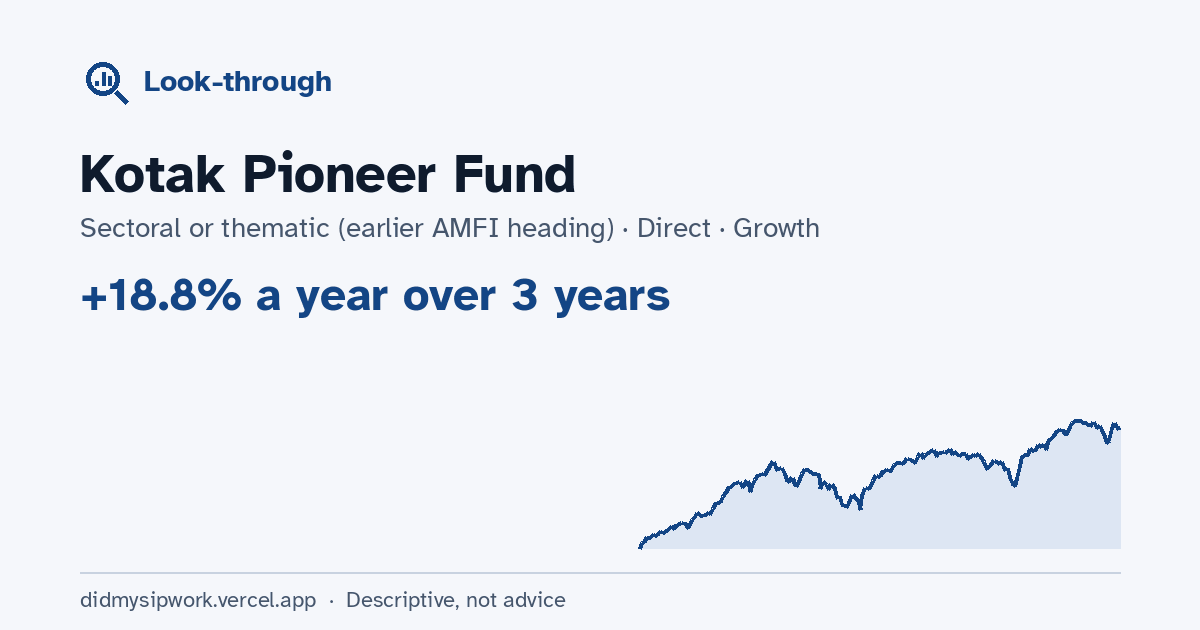 Look-through
Kotak Pioneer Fund
Sectoral or thematic (earlier AMFI heading) · Direct · Growth
+18.8% a year over 3 years
didmysipwork.vercel.app · Descriptive, not advice